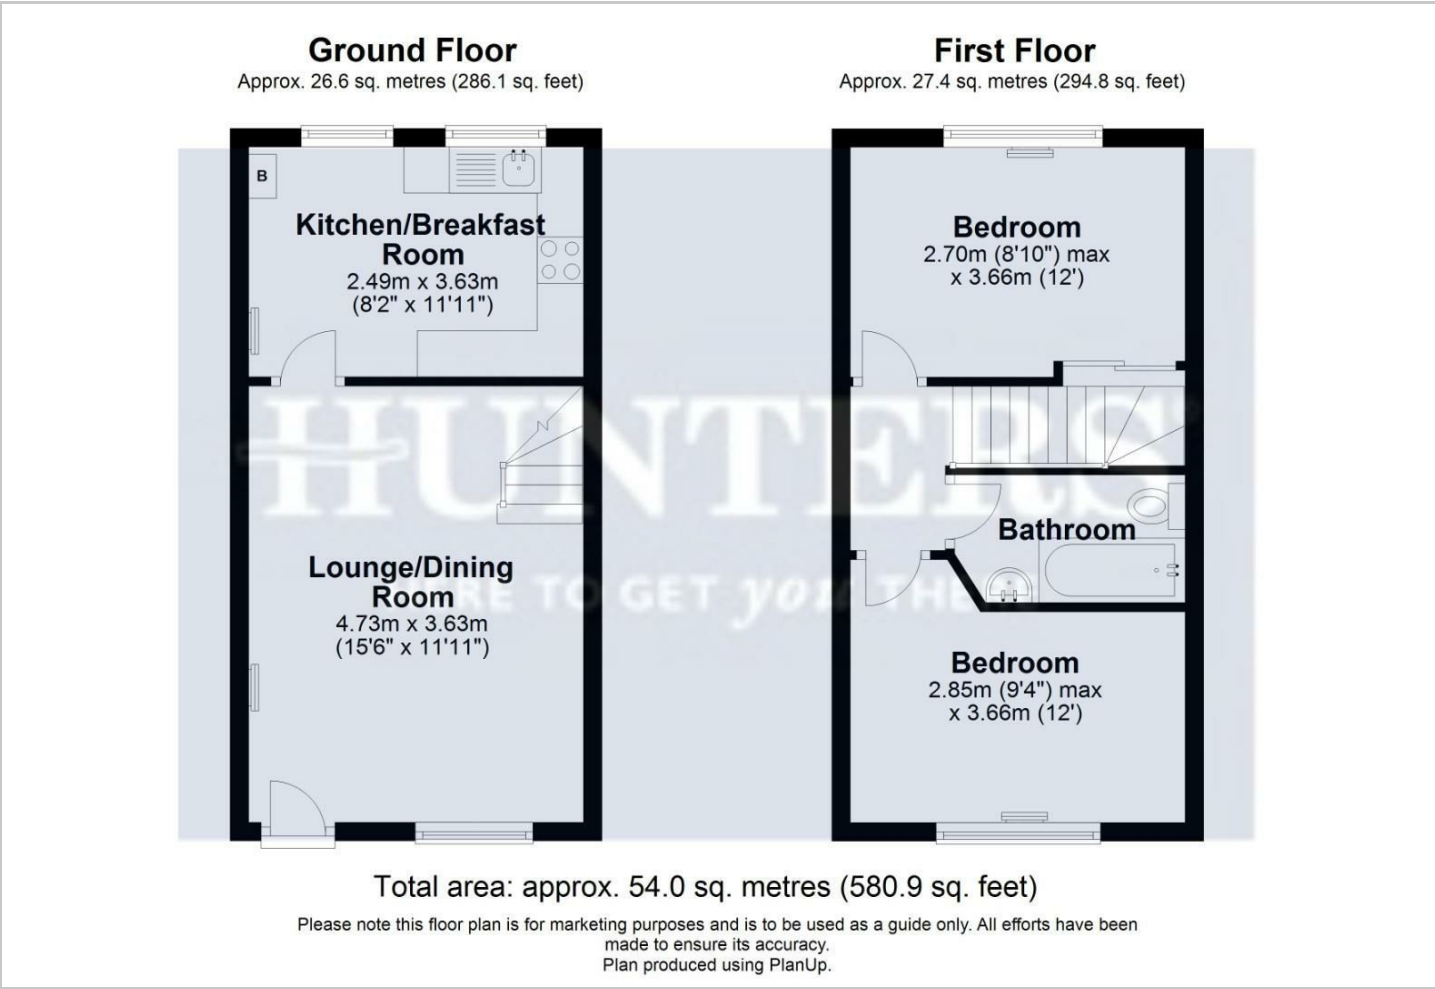 Ground Floor
Approx. 26.6 sq. metres (286.1 sq. feet)
B
Kitchen/Breakfast
Room
2.49m x 3.63m
(8'2" x 11'11")
Lounge/Dining
Room
4.73m x 3.63m
(15'6" x 11'11")
First Floor
Approx. 27.4 sq. metres (294.8 sq. feet)
Bedroom
2.70m (8'10") max
x 3.66m (12')
Bathroom
Bedroom
2.85m (9'4") max
x 3.66m (12')
HUNTERS®
HERE TO GET you THERE
Total area: approx. 54.0 sq. metres (580.9 sq. feet)
Please note this floor plan is for marketing purposes and is to be used as a guide only. All efforts have been
made to ensure its accuracy.
Plan produced using PlanUp.